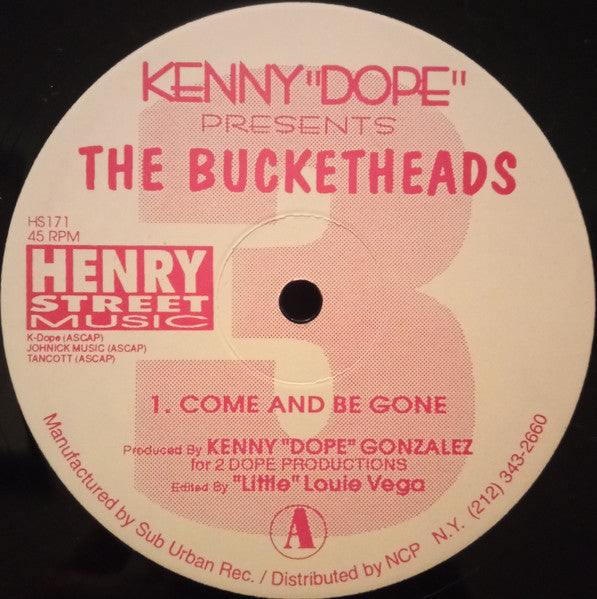 KENNY "DOPE"
PRESENTS
THE BUCKETHEADS
HS171
45 RPM
HENRY
STREET
MUSIC
K-Dope (ASCAP)
JOHNICK MUSIC (ASCAP)
TANCOTT (ASCAP)
3
1. COME AND BE GONE
Produced By KENNY "DOPE" GONZALEZ
for 2 DOPE PRODUCTIONS
Edited By "Little" Louie Vega
A
Manufactured by Sub Urban Rec. / Distributed by NCP N.Y. (212) 343-2660